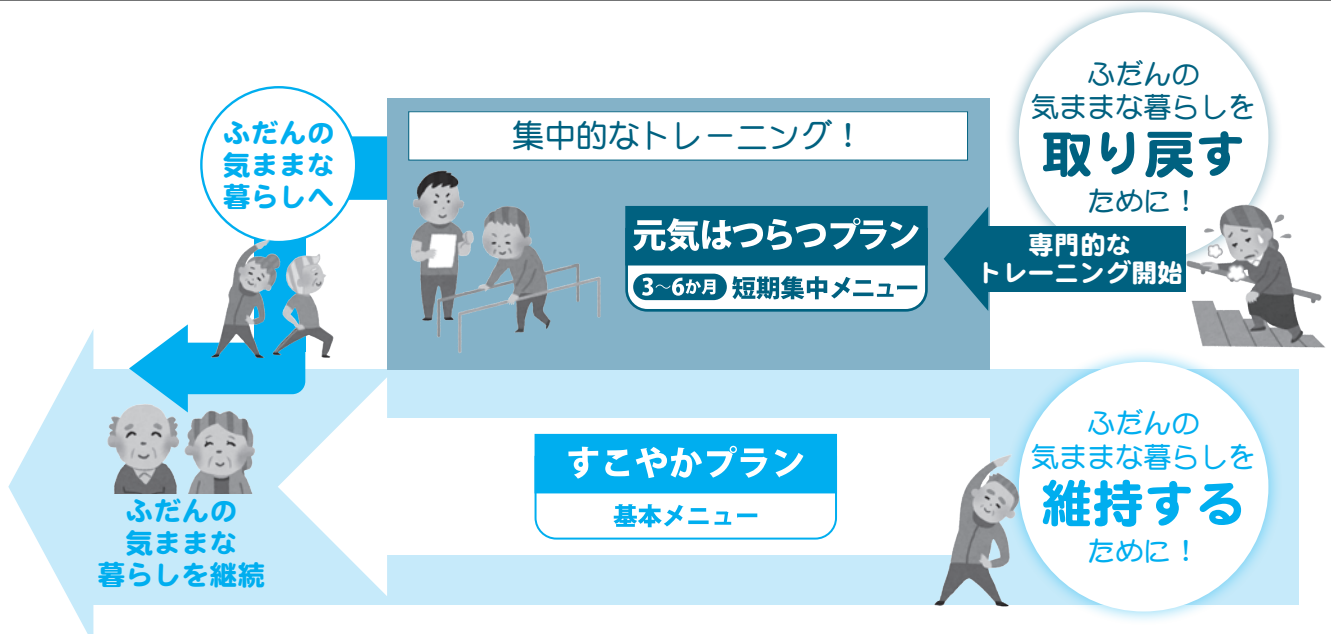 ふだんの
気ままな暮らしを
取り戻す
ために！
専門的な
トレーニング開始
集中的なトレーニング！
元気はつらつプラン
3～6か月 短期集中メニュー
ふだんの
気ままな
暮らしへ
ふだんの
気ままな暮らしを
維持する
ために！
すこやかプラン
基本メニュー
ふだんの
気ままな
暮らしを継続